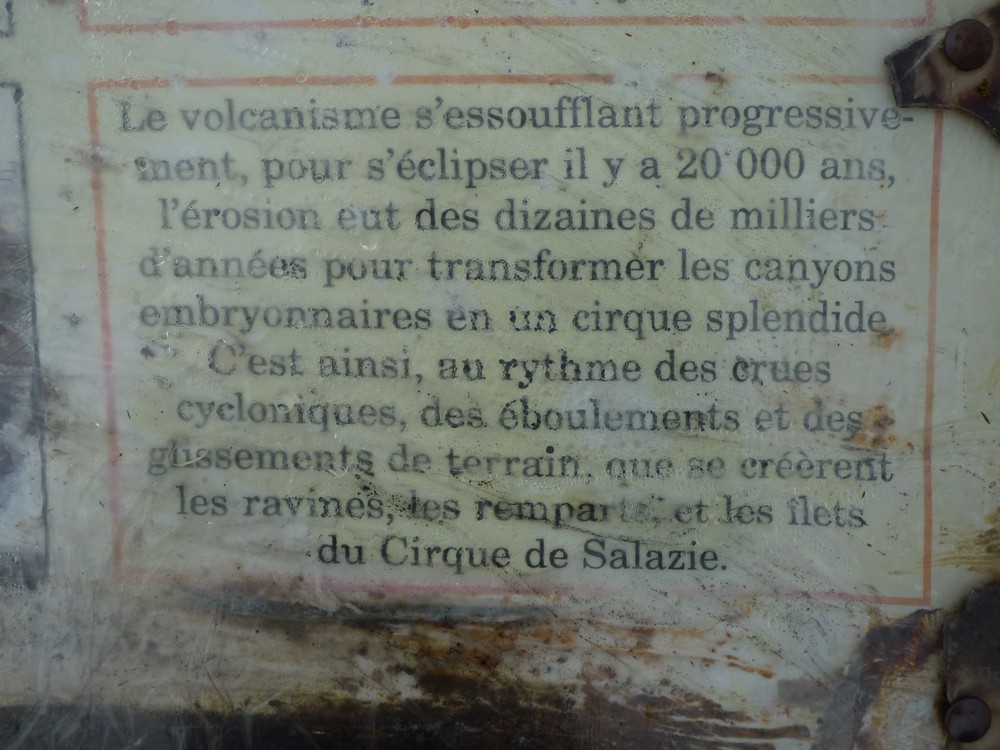 Le volcanisme s'essoufflant progressive-
ment, pour s'éclipser il y a 20 000 ans,
l'érosion eut des dizaines de milliers
d'années pour transformer les canyons
embryonnaires en un cirque splendide.
C'est ainsi, au rythme des crues
cycloniques, des éboulements et des
glissements de terrain, que se créèrent
les ravines, les remparts, et les îlets
du Cirque de Salazie.